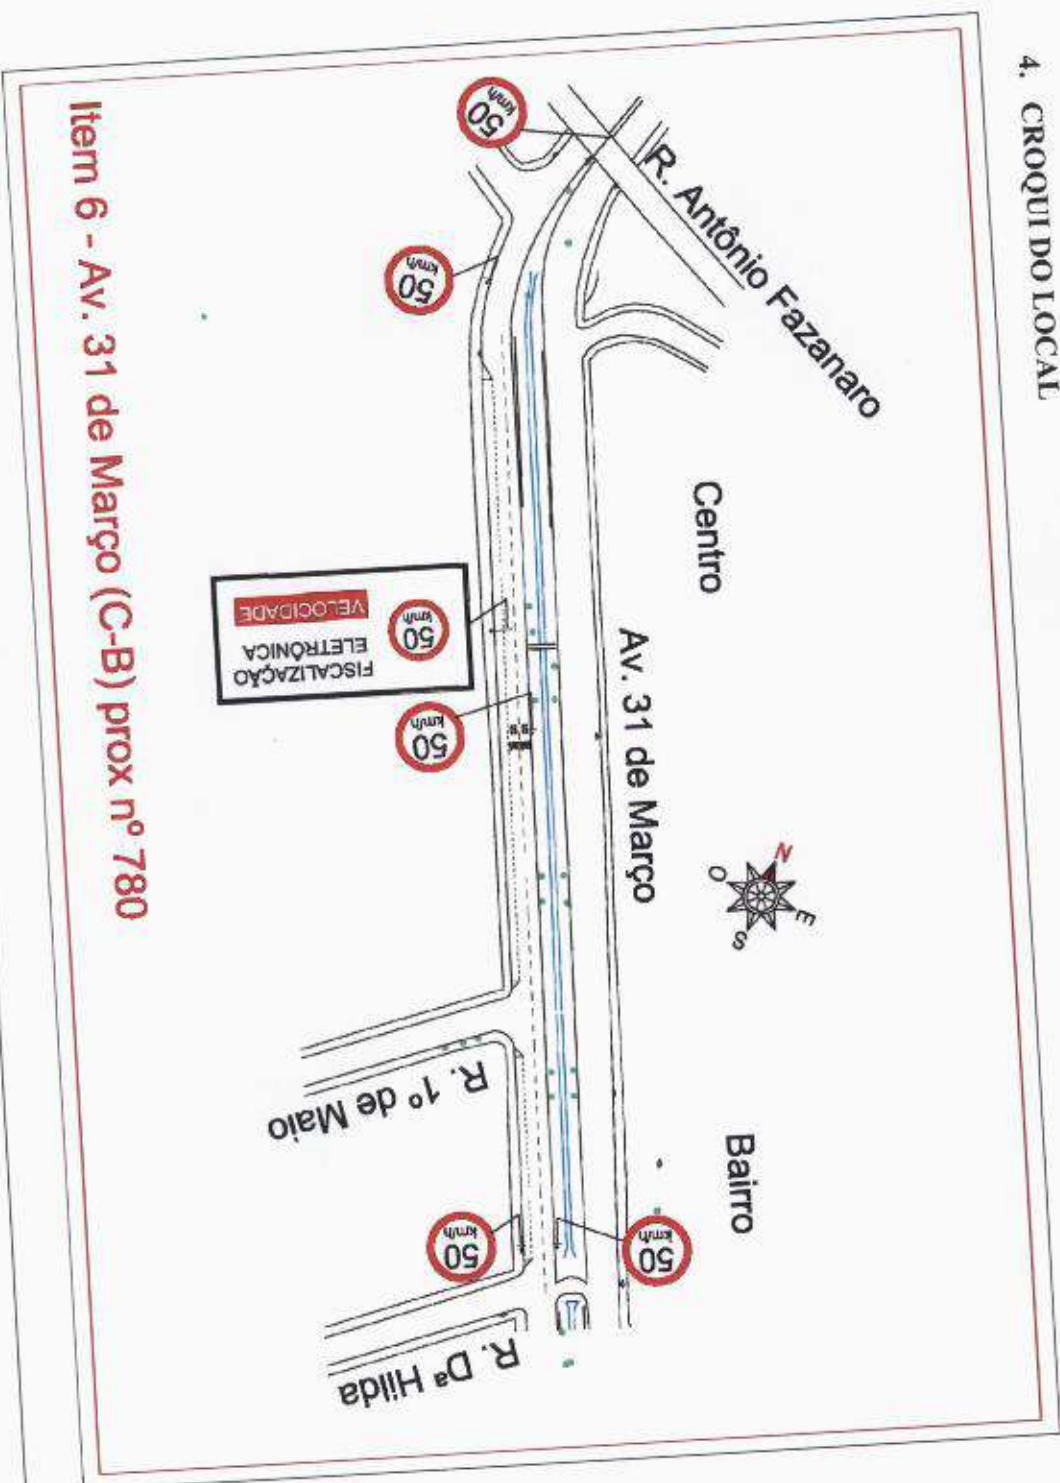 4. CROQUI DO LOCAL
R. Antônio Fazanaro
Centro
Av. 31 de Março
Bairro
N
E
S
O
50
km/h
50
km/h
50
km/h
FISCALIZAÇÃO
ELETRÔNICA
VELOCIDADE
50
km/h
50
km/h
50
km/h
R. 1º de Maio
R. Dª Hilda
Item 6 - Av. 31 de Março (C-B) prox nº 780